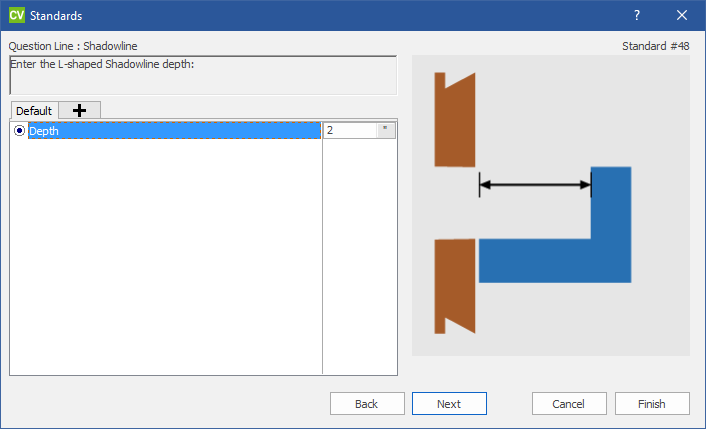 CV Standards ?
Question Line : Shadowline
Standard #48
Enter the L-shaped Shadowline depth:
Default
Depth 2 "
Back Next Cancel Finish